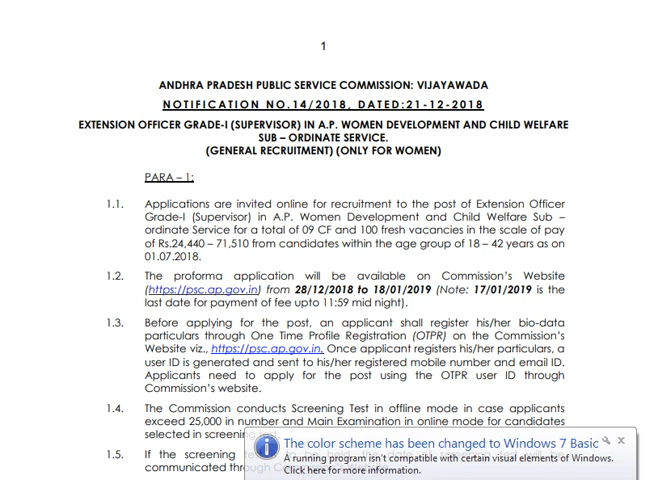 1
ANDHRA PRADESH PUBLIC SERVICE COMMISSION: VIJAYAWADA
NOTIFICATION NO.14/2018, DATED:21-12-2018
EXTENSION OFFICER GRADE-I (SUPERVISOR) IN A.P. WOMEN DEVELOPMENT AND CHILD WELFARE
SUB – ORDINATE SERVICE.
(GENERAL RECRUITMENT) (ONLY FOR WOMEN)
PARA – 1:
1.1. Applications are invited online for recruitment to the post of Extension Officer
Grade-I (Supervisor) in A.P. Women Development and Child Welfare Sub –
ordinate Service for a total of 09 CF and 100 fresh vacancies in the scale of pay
of Rs.24,440 – 71,510 from candidates within the age group of 18 – 42 years as on
01.07.2018.
1.2. The proforma application will be available on Commission's Website
(https://psc.ap.gov.in) from 28/12/2018 to 18/01/2019 (Note: 17/01/2019 is the
last date for payment of fee upto 11:59 mid night).
1.3. Before applying for the post, an applicant shall register his/her bio-data
particulars through One Time Profile Registration (OTPR) on the Commission's
Website viz., https://psc.ap.gov.in. Once applicant registers his/her particulars, a
user ID is generated and sent to his/her registered mobile number and email ID.
Applicants need to apply for the post using the OTPR user ID through
Commission's website.
1.4. The Commission conducts Screening Test in offline mode in case applicants
exceed 25,000 in number and Main Examination in online mode for candidates
selected in screening
1.5. If the screening
communicated through
The color scheme has been changed to Windows 7 Basic
A running program isn't compatible with certain visual elements of Windows.
Click here for more information.